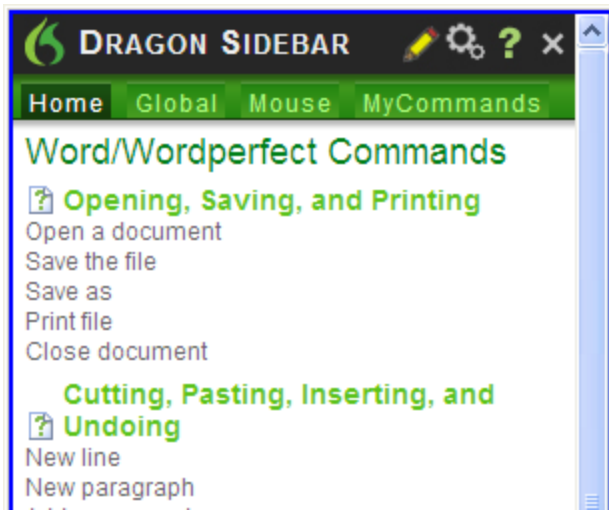 DRAGON SIDEBAR ?
Home Global Mouse MyCommands
Word/Wordperfect Commands
Opening, Saving, and Printing
Open a document
Save the file
Save as
Print file
Close document
Cutting, Pasting, Inserting, and
Undoing
New line
New paragraph